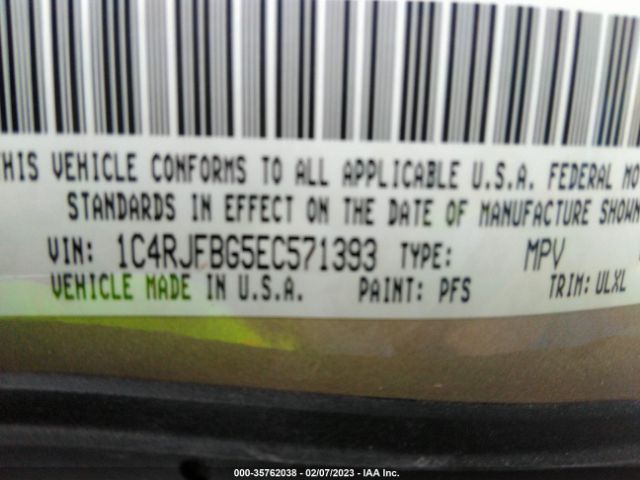 THIS VEHICLE CONFORMS TO ALL APPLICABLE U.S.A. FEDERAL MO
STANDARDS IN EFFECT ON THE DATE OF MANUFACTURE SHOWN
VIN: 1C4RJFBG5EC571393 TYPE: MPV
VEHICLE MADE IN U.S.A. PAINT: PFS TRIM: ULXL
000-35762038 - 02/07/2023 - IAA Inc.